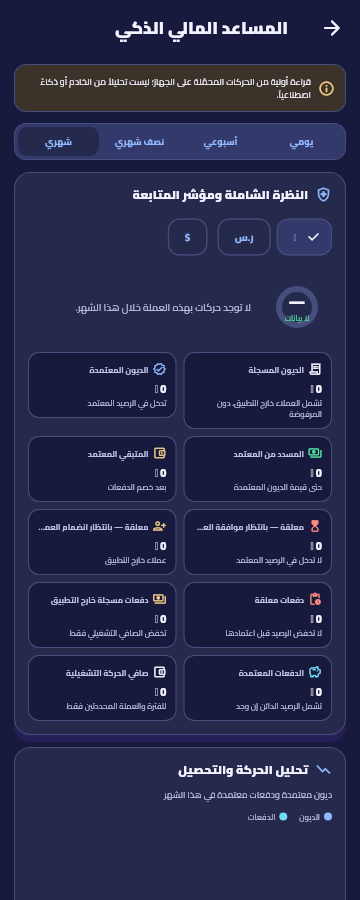 المساعد المالي الذكي
قراءة أولية من الحركات المحمّلة على الجهاز؛ ليست تحليلاً من الخادم أو ذكاءً
اصطناعياً.
يومي
أسبوعي
نصف شهري
شهري
النظرة الشاملة ومؤشر المتابعة
ر.س
$
—
لا بيانات
لا توجد حركات بهذه العملة خلال هذا الشهر.
الديون المسجلة
0
تشمل العملاء خارج التطبيق، دون
المرفوضة
الديون المعتمدة
0
تدخل في الرصيد المعتمد
المسدد من المعتمد
0
حتى قيمة الديون المعتمدة
المتبقي المعتمد
0
بعد خصم الدفعات
معلقة — بانتظار موافقة العـ...
0
لا تدخل في الرصيد المعتمد
معلقة — بانتظار انضمام العمـ...
0
عملاء خارج التطبيق
دفعات معلقة
0
لا تخفض الرصيد قبل اعتمادها
دفعات مسجلة خارج التطبيق
0
تخفض الصافي التشغيلي فقط
الدفعات المعتمدة
0
تشمل الرصيد الدائن إن وجد
صافي الحركة التشغيلية
0
للفترة والعملة المحددتين فقط
تحليل الحركة والتحصيل
ديون معتمدة ودفعات معتمدة في هذا الشهر
الديون
الدفعات